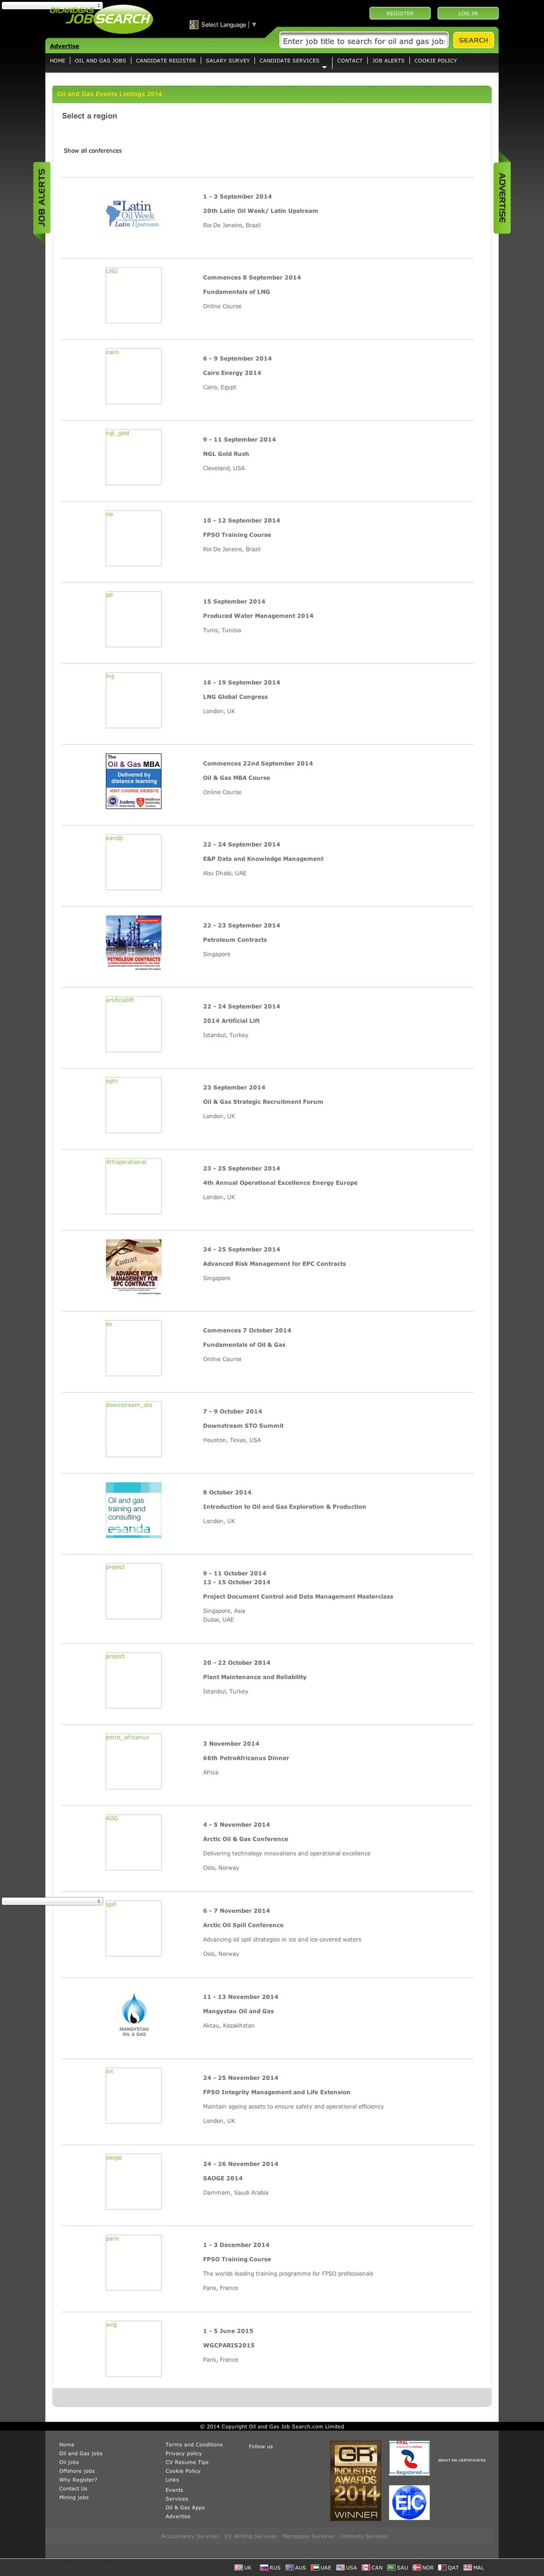 OILANDGAS
JOBSEARCH
Select Language | ▼
REGISTER
LOG IN
Advertise
Enter job title to search for oil and gas jobs
SEARCH
HOME
OIL AND GAS JOBS
CANDIDATE REGISTER
SALARY SURVEY
CANDIDATE SERVICES
CONTACT
JOB ALERTS
COOKIE POLICY
Oil and Gas Events Listings 2014
Select a region
Show all conferences
JOB ALERTS
ADVERTISE
Latin
Oil Week
Latin Upstream
1 - 3 September 2014
20th Latin Oil Week/ Latin Upstream
Rio De Janeiro, Brazil
LNG
Commences 8 September 2014
Fundamentals of LNG
Online Course
cairo
6 - 9 September 2014
Cairo Energy 2014
Cairo, Egypt
ngl_gold
9 - 11 September 2014
NGL Gold Rush
Cleveland, USA
rio
10 - 12 September 2014
FPSO Training Course
Rio De Janeiro, Brazil
15 September 2014
Produced Water Management 2014
Tunis, Tunisia
lng
16 - 19 September 2014
LNG Global Congress
London, UK
The
Oil & Gas MBA
Delivered by
distance learning
VISIT COURSE WEBSITE
Commences 22nd September 2014
Oil & Gas MBA Course
Online Course
eandp
22 - 24 September 2014
E&P Data and Knowledge Management
Abu Dhabi, UAE
PETROLEUM CONTRACTS
22 - 23 September 2014
Petroleum Contracts
Singapore
artificiallift
22 - 24 September 2014
2014 Artificial Lift
Istanbul, Turkey
oghr
23 September 2014
Oil & Gas Strategic Recruitment Forum
London, UK
4thoperational
23 - 25 September 2014
4th Annual Operational Excellence Energy Europe
London, UK
Contract
ADVANCE RISK
MANAGEMENT FOR
EPC CONTRACTS
24 - 25 September 2014
Advanced Risk Management for EPC Contracts
Singapore
es
Commences 7 October 2014
Fundamentals of Oil & Gas
Online Course
downstream_sto
7 - 9 October 2014
Downstream STO Summit
Houston, Texas, USA
Oil and gas
training and
consulting
esanda
8 October 2014
Introduction to Oil and Gas Exploration & Production
London, UK
project
9 - 11 October 2014
13 - 15 October 2014
Project Document Control and Data Management Masterclass
Singapore, Asia
Dubai, UAE
project
20 - 22 October 2014
Plant Maintenance and Reliability
Istanbul, Turkey
petro_africanus
3 November 2014
66th PetroAfricanus Dinner
Africa
AOG
4 - 5 November 2014
Arctic Oil & Gas Conference
Delivering technology innovations and operational excellence
Oslo, Norway
spill
6 - 7 November 2014
Arctic Oil Spill Conference
Advancing oil spill strategies in ice and ice-covered waters
Oslo, Norway
MANGYSTAU
OIL & GAS
11 - 13 November 2014
Mangystau Oil and Gas
Aktau, Kazakhstan
int
24 - 25 November 2014
FPSO Integrity Management and Life Extension
Maintain ageing assets to ensure safety and operational efficiency
London, UK
saoge
24 - 26 November 2014
SAOGE 2014
Dammam, Saudi Arabia
paris
1 - 3 December 2014
FPSO Training Course
The worlds leading training programme for FPSO professionals
Paris, France
wcg
1 - 5 June 2015
WGCPARIS2015
Paris, France
© 2014 Copyright Oil and Gas Job Search.com Limited
Home
Oil and Gas jobs
Oil Jobs
Offshore Jobs
Why Register?
Contact Us
Mining Jobs
Terms and Conditions
Privacy policy
CV Resume Tips
Cookie Policy
Links
Events
Services
Oil & Gas Apps
Advertise
Follow us
INDUSTRY
AWARDS
2014
WINNER
FPAL
Registered
EIC
ABOUT SSL CERTIFICATES
Accountancy Services
CV Writing Services
Mortgages Services
Umbrella Services
UK
RUS
AUS
UAE
USA
CAN
SAU
NOR
QAT
MAL